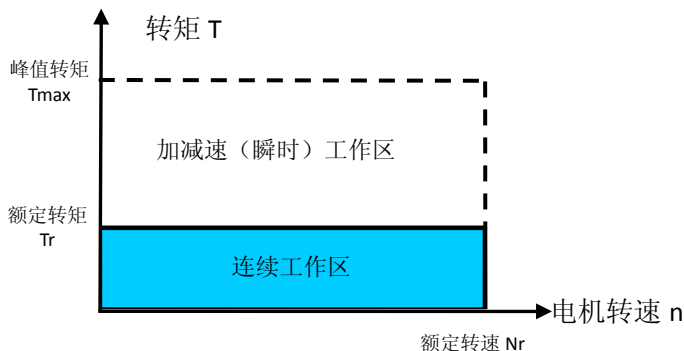 转矩 T
峰值转矩
Tmax
加减速（瞬时）工作区
额定转矩
Tr
连续工作区
电机转速 n
额定转速 Nr